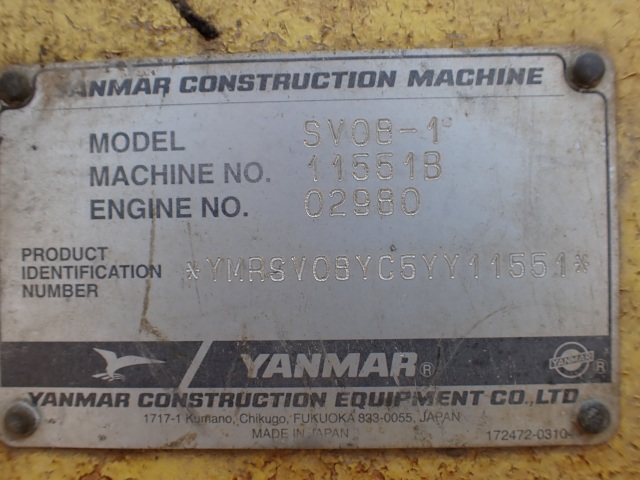 YANMAR CONSTRUCTION MACHINE
MODEL SV08-1
MACHINE NO. 11551B
ENGINE NO. 02980
PRODUCT IDENTIFICATION NUMBER *YMRSV08YC5YY11551*
YANMAR®
YANMAR R
YANMAR CONSTRUCTION EQUIPMENT CO.,LTD
1717-1 Kumano, Chikugo, FUKUOKA 833-0055, JAPAN
MADE IN JAPAN
172472-0310